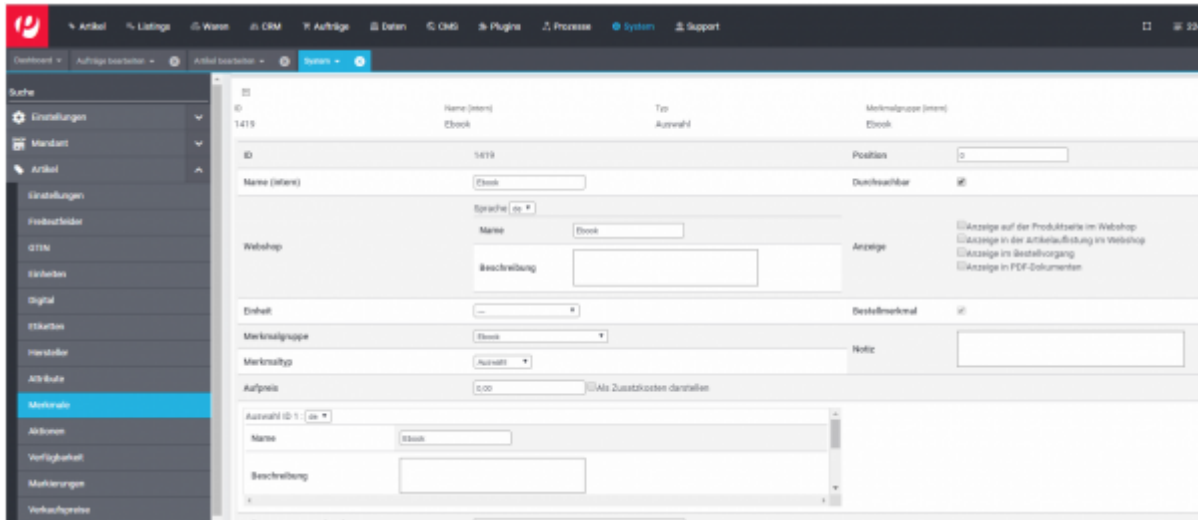 Artikel Listings Waren CRM Aufträge Daten CMS Plugins Prozesse System Support
Dashboard Aufträge bearbeiten Artikel bearbeiten System
Suche
Einstellungen
Mandant
Artikel
Einstellungen
Freitextfelder
GTIN
Einheiten
Digital
Etiketten
Hersteller
Attribute
Merkmale
Aktionen
Verfügbarkeit
Markierungen
Verkaufspreise
ID Name (intern) Typ Merkmalgruppe (intern)
1419 Ebook Auswahl Ebook
ID 1419 Position 0
Name (intern) Ebook Durchsuchbar
Sprache de
Name Ebook
Webshop
Beschreibung
Anzeige
Anzeige auf der Produktseite im Webshop
Anzeige in der Artikelauflistung im Webshop
Anzeige im Bestellvorgang
Anzeige in PDF-Dokumenten
Einheit --- Bestellmerkmal
Merkmalgruppe Ebook
Notiz
Merkmaltyp Auswahl
Aufpreis 0,00 Als Zusatzkosten darstellen
Auswahl ID 1 : de
Name Ebook
Beschreibung